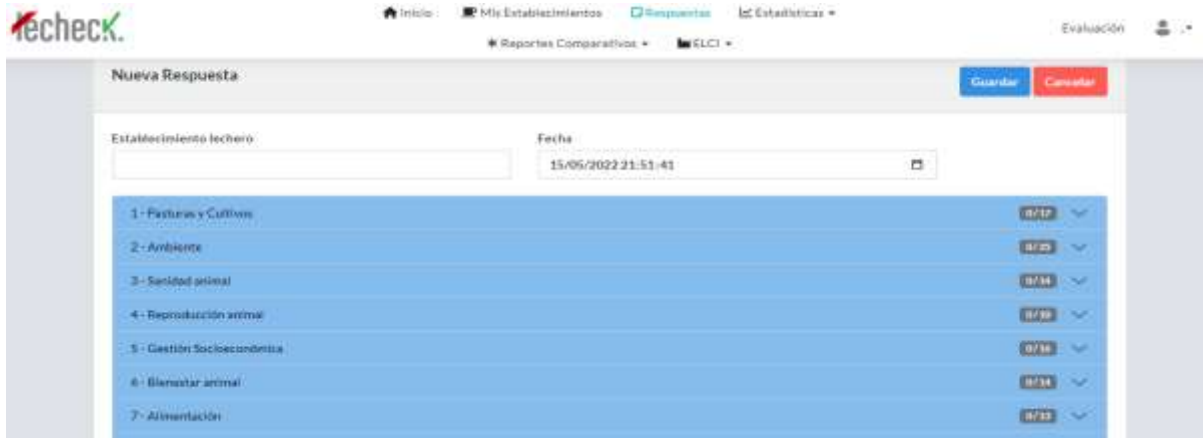 lecheck.
Inicio Mis Establecimientos Respuestas Estadísticas
Reportes Comparativos ELCI
Evaluación
Nueva Respuesta
Guardar Cancelar
Establecimiento lechero Fecha
15/05/2022 21:51:41
1 - Pasturas y Cultivos
2 - Ambiente
3 - Sanidad animal
4 - Reproducción animal
5 - Gestión Socioeconómica
6 - Bienestar animal
7 - Alimentación